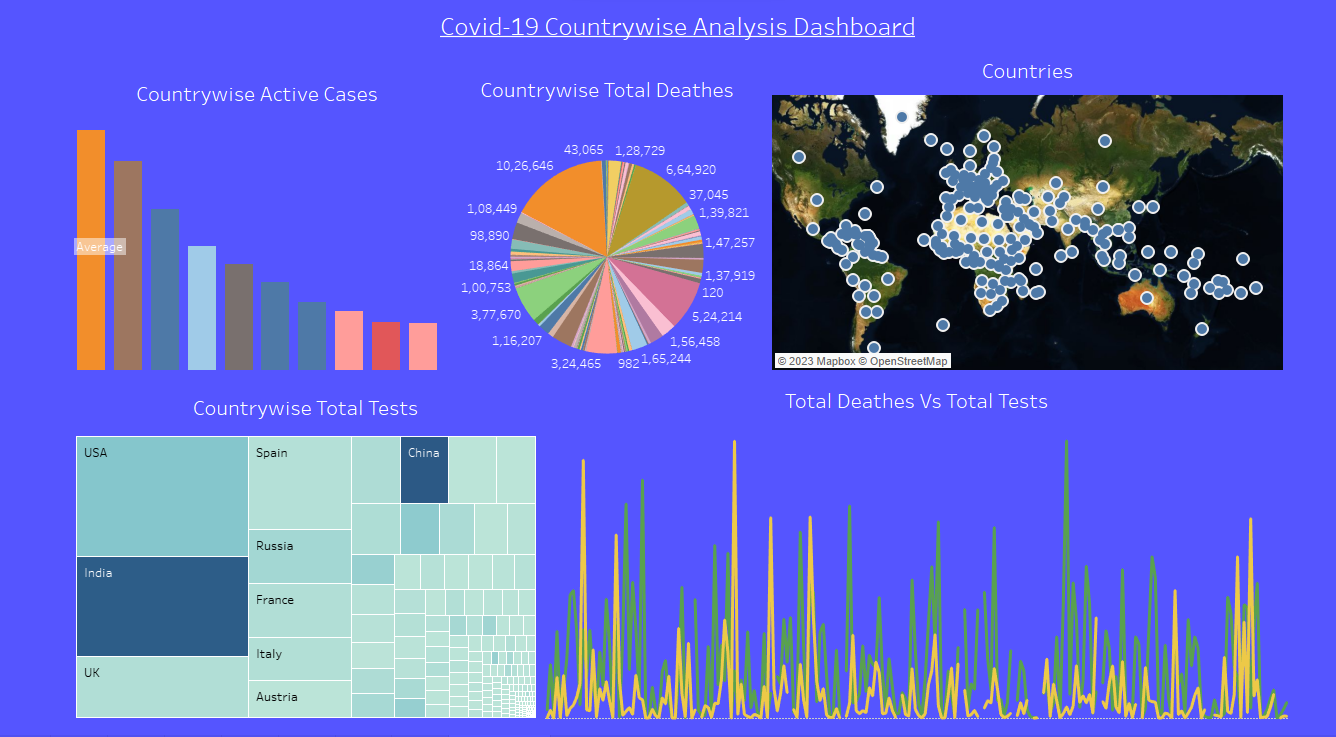 Covid-19 Countrywise Analysis Dashboard
Countrywise Active Cases
Average
Countrywise Total Deathes
43,065
1,28,729
10,26,646
6,64,920
37,045
1,08,449
1,39,821
98,890
1,47,257
18,864
1,37,919
1,00,753
120
3,77,670
5,24,214
1,16,207
1,56,458
3,24,465
982
1,65,244
Countries
© 2023 Mapbox © OpenStreetMap
Countrywise Total Tests
USA
India
UK
Spain
Russia
France
Italy
Austria
China
Total Deathes Vs Total Tests